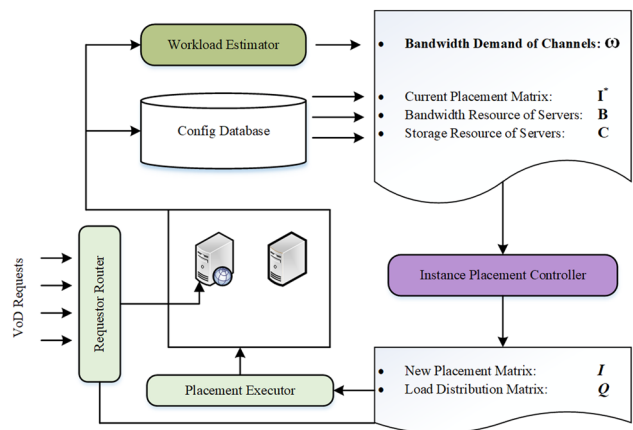 Workload Estimator
• Bandwidth Demand of Channels: ω
Config Database
• Current Placement Matrix: I*
• Bandwidth Resource of Servers: B
• Storage Resource of Servers: C
VoD Requests
Requestor Router
Instance Placement Controller
Placement Executor
• New Placement Matrix: I
• Load Distribution Matrix: Q